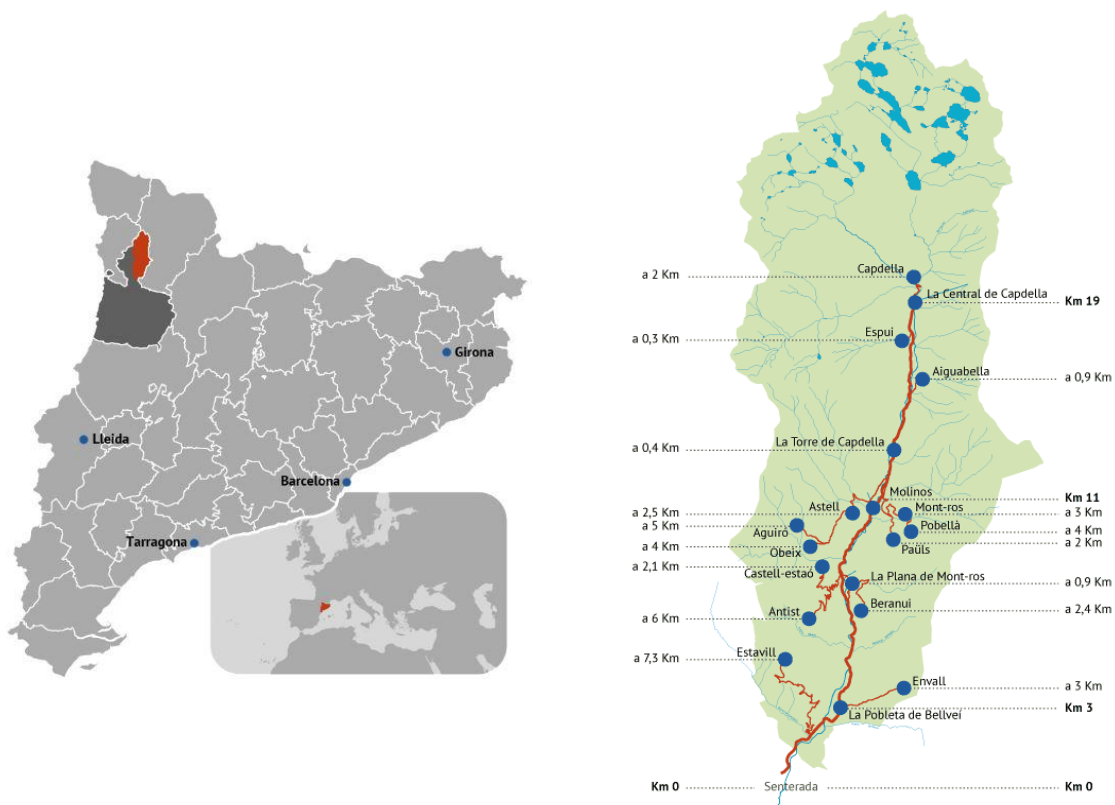 Girona
Lleida
Barcelona
Tarragona
a 2 Km
Capdella
La Central de Capdella
Km 19
a 0,3 Km
Espui
Aiguabella
a 0,9 Km
a 0,4 Km
La Torre de Capdella
Molinos
Km 11
a 2,5 Km
Astell
Mont-ros
a 3 Km
a 5 Km
Aguiró
Pobellà
a 4 Km
a 4 Km
Obeix
Paüls
a 2 Km
a 2,1 Km
Castell-estaó
La Plana de Mont-ros
a 0,9 Km
a 6 Km
Antist
Beranui
a 2,4 Km
a 7,3 Km
Estavill
Envall
a 3 Km
La Pobleta de Bellveí
Km 3
Km 0
Senterada
Km 0